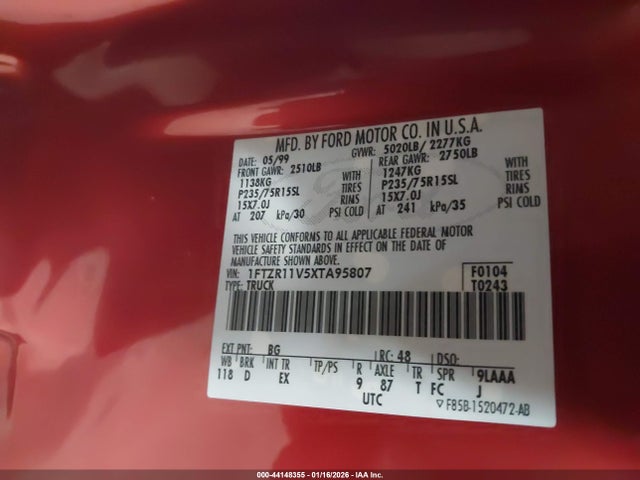 MFD. BY FORD MOTOR CO. IN U.S.A.
DATE: 05/99 GVWR: 5020LB/ 2277KG
FRONT GAWR: 2510LB REAR GAWR: 2750LB
1138KG WITH 1247KG WITH
P235/75R15SL TIRES P235/75R15SL TIRES
15X7.0J RIMS 15X7.0J RIMS
AT 207 kPa/30 PSI COLD AT 241 kPa/35 PSI COLD
THIS VEHICLE CONFORMS TO ALL APPLICABLE FEDERAL MOTOR
VEHICLE SAFETY STANDARDS IN EFFECT ON THE DATE OF
MANUFACTURE SHOWN ABOVE.
VIN: 1FTZR11V5XTA95807 F0104
TYPE: TRUCK T0243
EXT PNT: BG RC: 48 DSO:
WB BRK INT TR TP/PS R AXLE TR SPR 9LAAA
118 D EX 9 87 T FC J
UTC ▽ F85B-1520472-AB
000-44148355 - 01/16/2026 - IAA Inc.